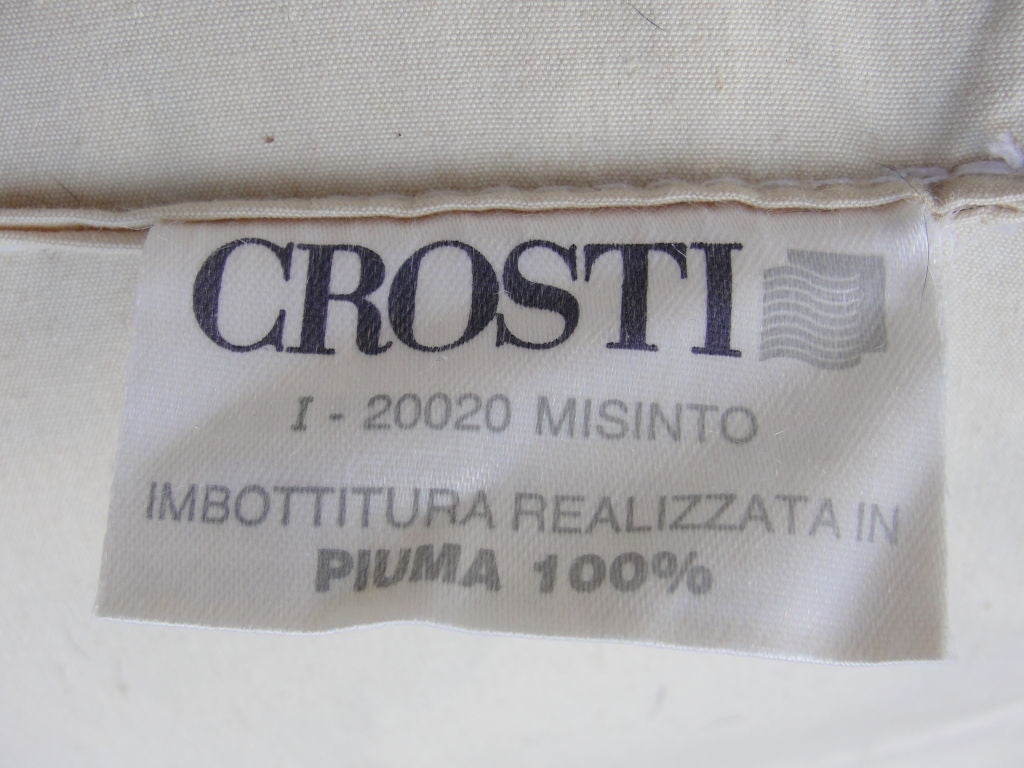 CROSTI
I - 20020 MISINTO
IMBOTTITURA REALIZZATA IN
PIUMA 100%